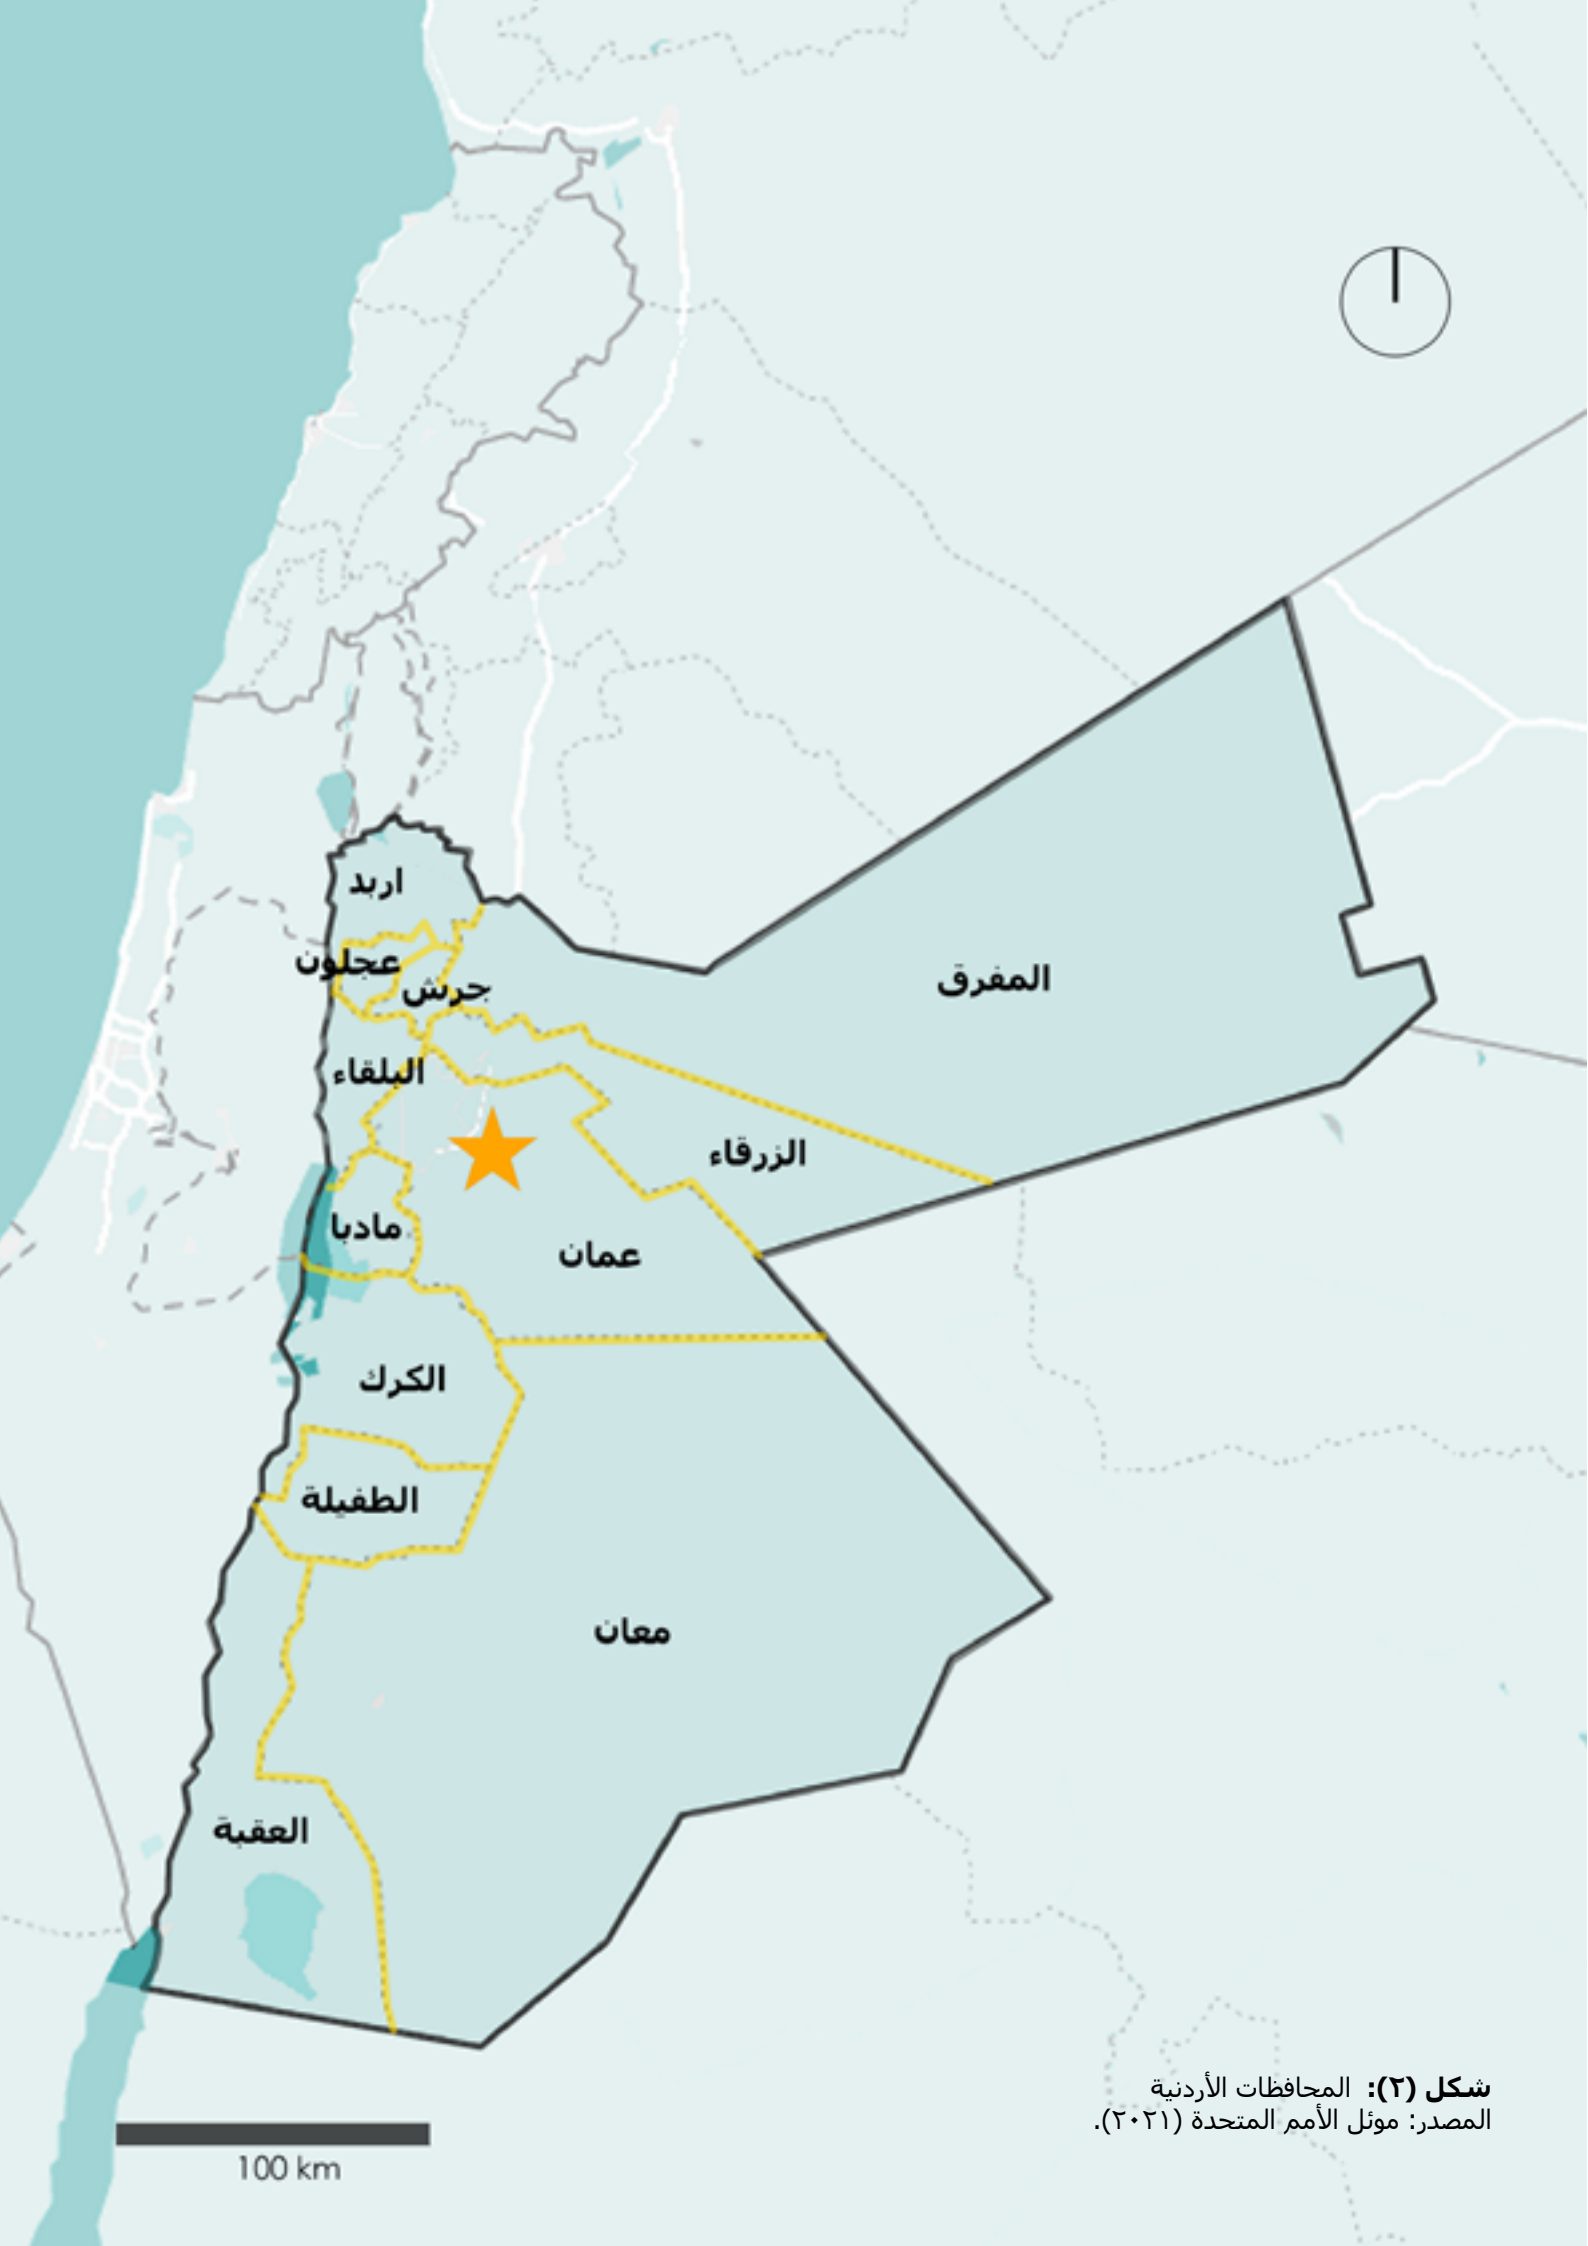 اربد
عجلون
جرش
المفرق
البلقاء
الزرقاء
مادبا
عمان
الكرك
الطفيلة
معان
العقبة
شكل (٢): المحافظات الأردنية
المصدر: موئل الأمم المتحدة (٢٠٢١).
100 km